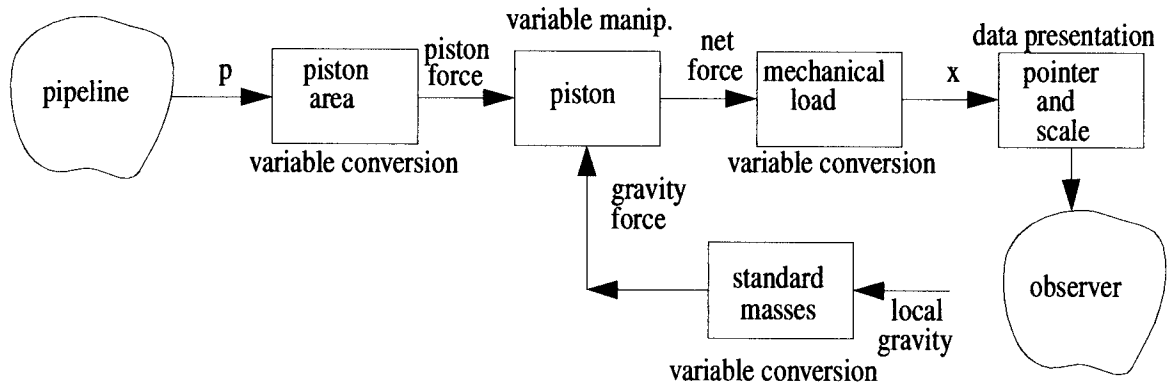 variable manip.
data presentation
pipeline
p
piston
area
piston
force
piston
net
force
mechanical
load
x
pointer
and
scale
variable conversion
variable conversion
gravity
force
standard
masses
local
gravity
observer
variable conversion